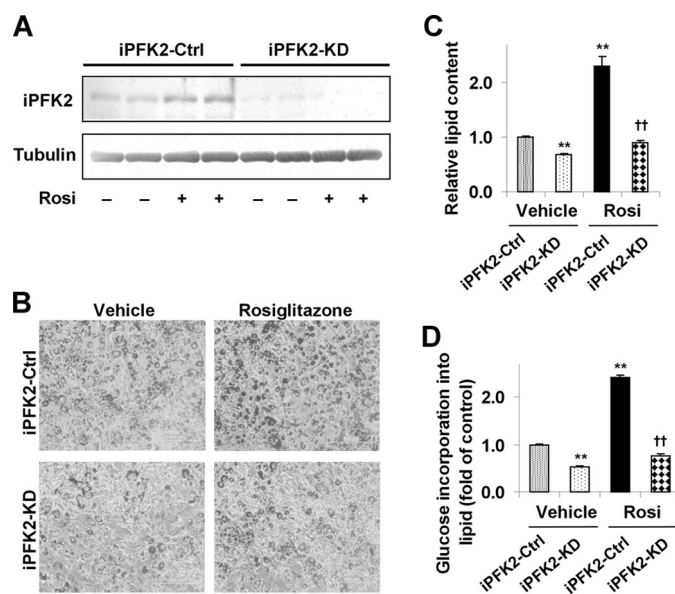 A
iPFK2-Ctrl iPFK2-KD
iPFK2
Tubulin
Rosi – – + + – – + +
B
Vehicle Rosiglitazone
iPFK2-Ctrl
iPFK2-KD
C
Relative lipid content
2.0
1.0
0.0
**
**
††
Vehicle Rosi
iPFK2-Ctrl
iPFK2-KD
iPFK2-Ctrl
iPFK2-KD
D
Glucose incorporation into
lipid (fold of control)
2.0
1.0
0.0
**
**
††
Vehicle Rosi
iPFK2-Ctrl
iPFK2-KD
iPFK2-Ctrl
iPFK2-KD